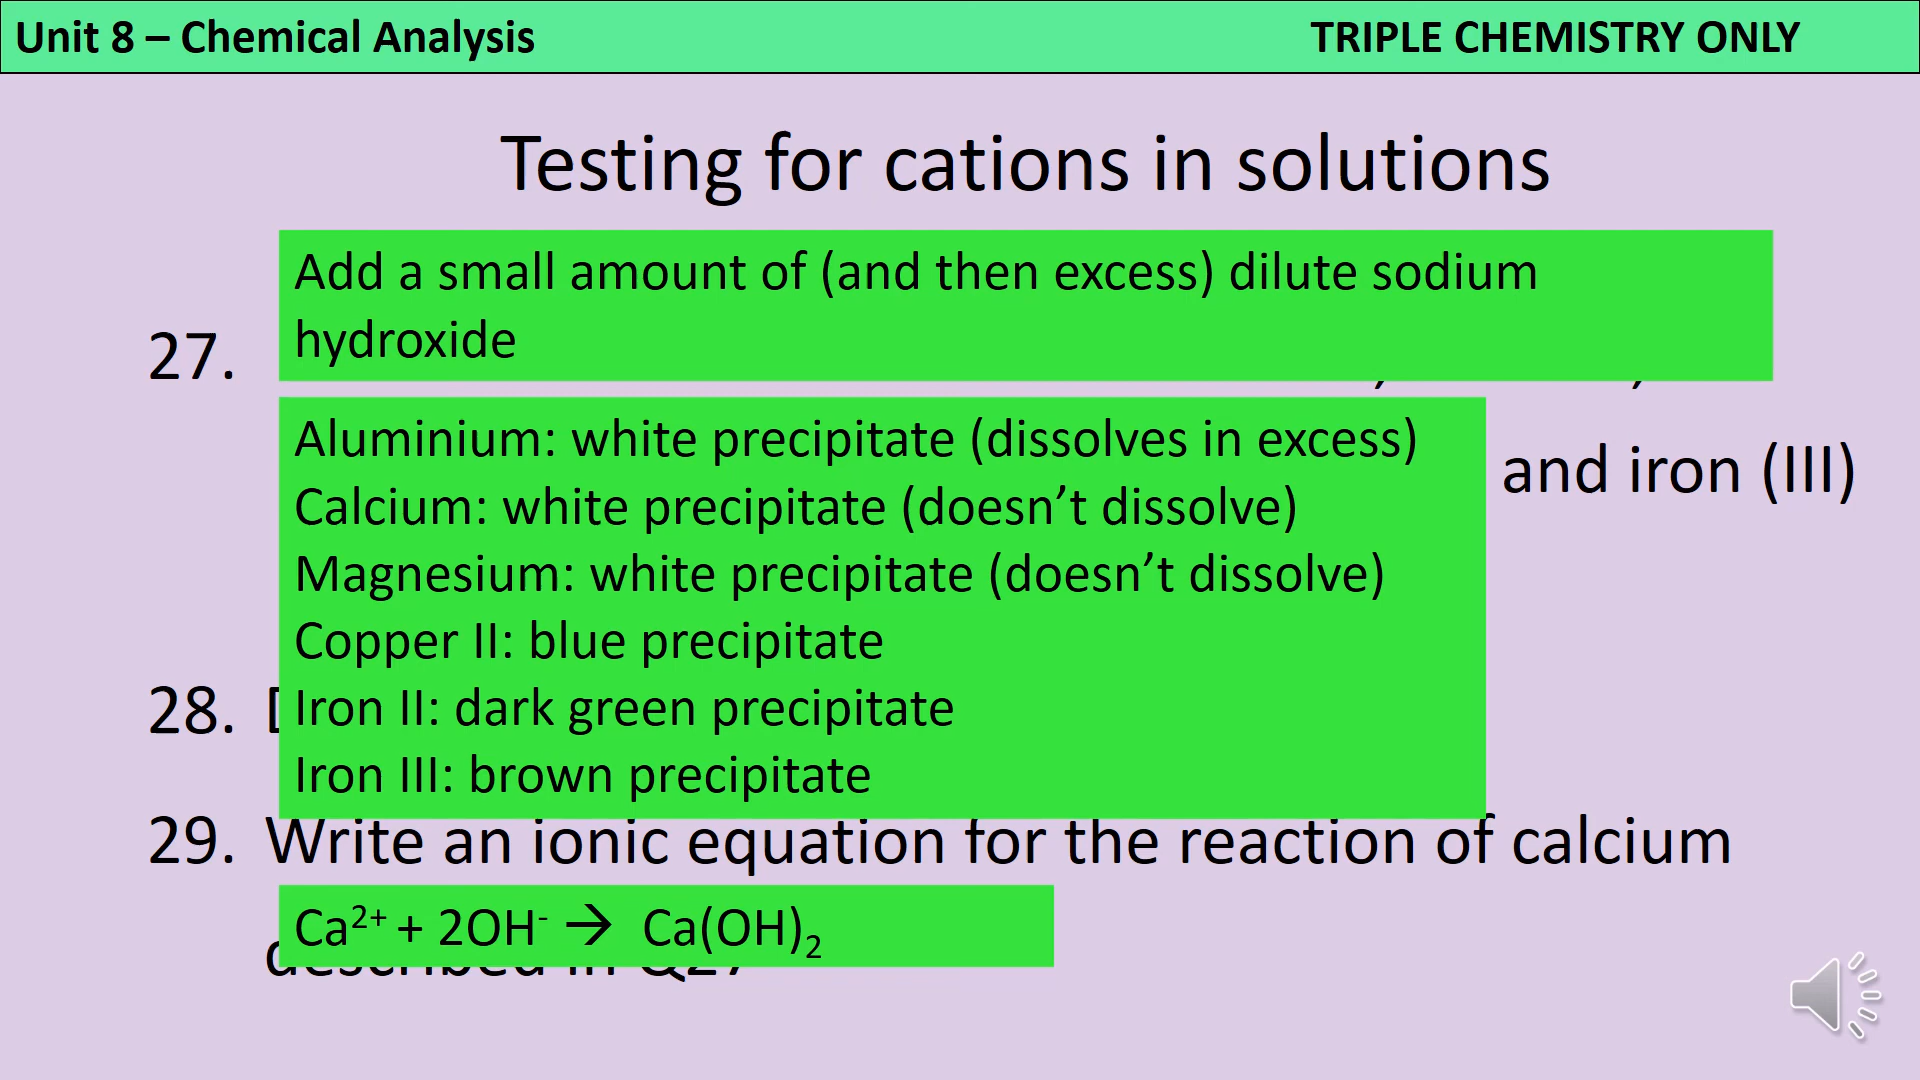 Unit 8 – Chemical Analysis TRIPLE CHEMISTRY ONLY
Testing for cations in solutions
27.
Add a small amount of (and then excess) dilute sodium
hydroxide
Aluminium: white precipitate (dissolves in excess)
and iron (III)
Calcium: white precipitate (doesn’t dissolve)
Magnesium: white precipitate (doesn’t dissolve)
Copper II: blue precipitate
28.
Iron II: dark green precipitate
Iron III: brown precipitate
29. Write an ionic equation for the reaction of calcium
Ca²⁺ + 2OH⁻ → Ca(OH)₂
described in Q27